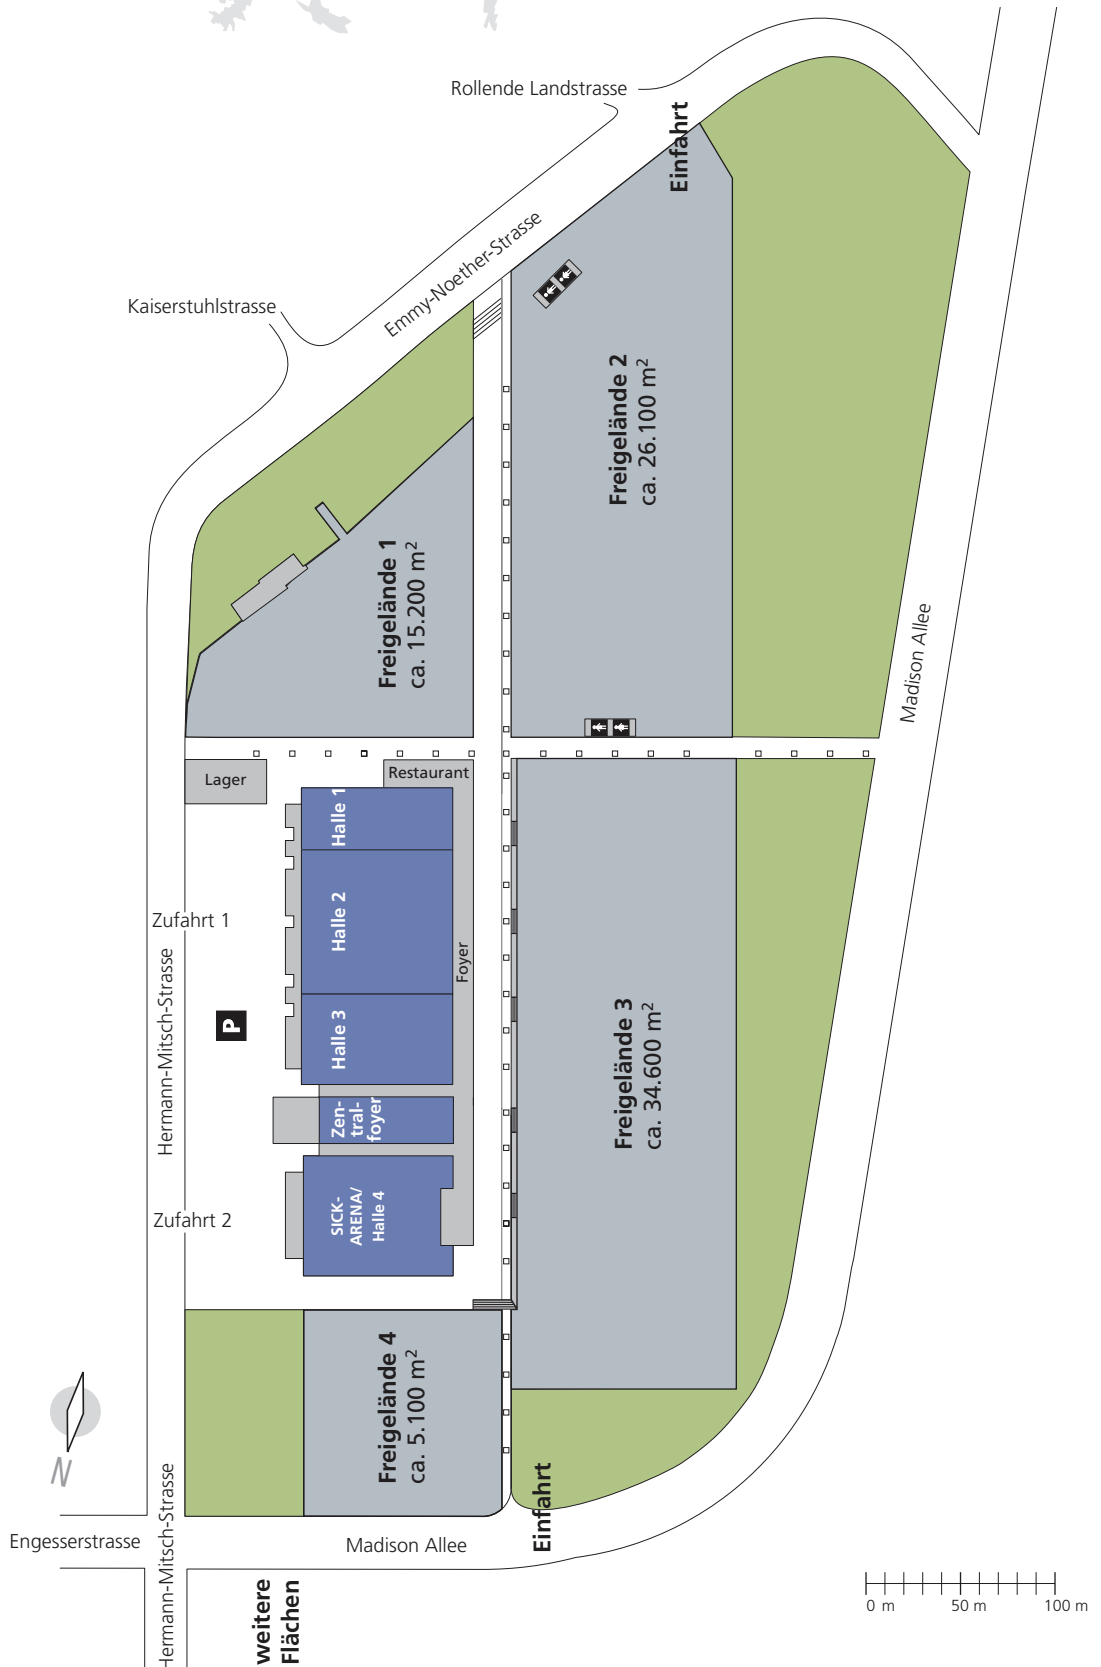 Rollende Landstrasse
Einfahrt
Emmy-Noether-Strasse
Kaiserstuhlstrasse
Freigelände 2
ca. 26.100 m²
Freigelände 1
ca. 15.200 m²
Madison Allee
Lager
Restaurant
Halle 1
Halle 2
Halle 3
Foyer
Zufahrt 1
Hermann-Mitsch-Strasse
P
Freigelände 3
ca. 34.600 m²
Zen-
tral-
foyer
SICK-
ARENA/
Halle 4
Zufahrt 2
Freigelände 4
ca. 5.100 m²
N
Einfahrt
Hermann-Mitsch-Strasse
Engesserstrasse
Madison Allee
weitere
Flächen
0 m 50 m 100 m